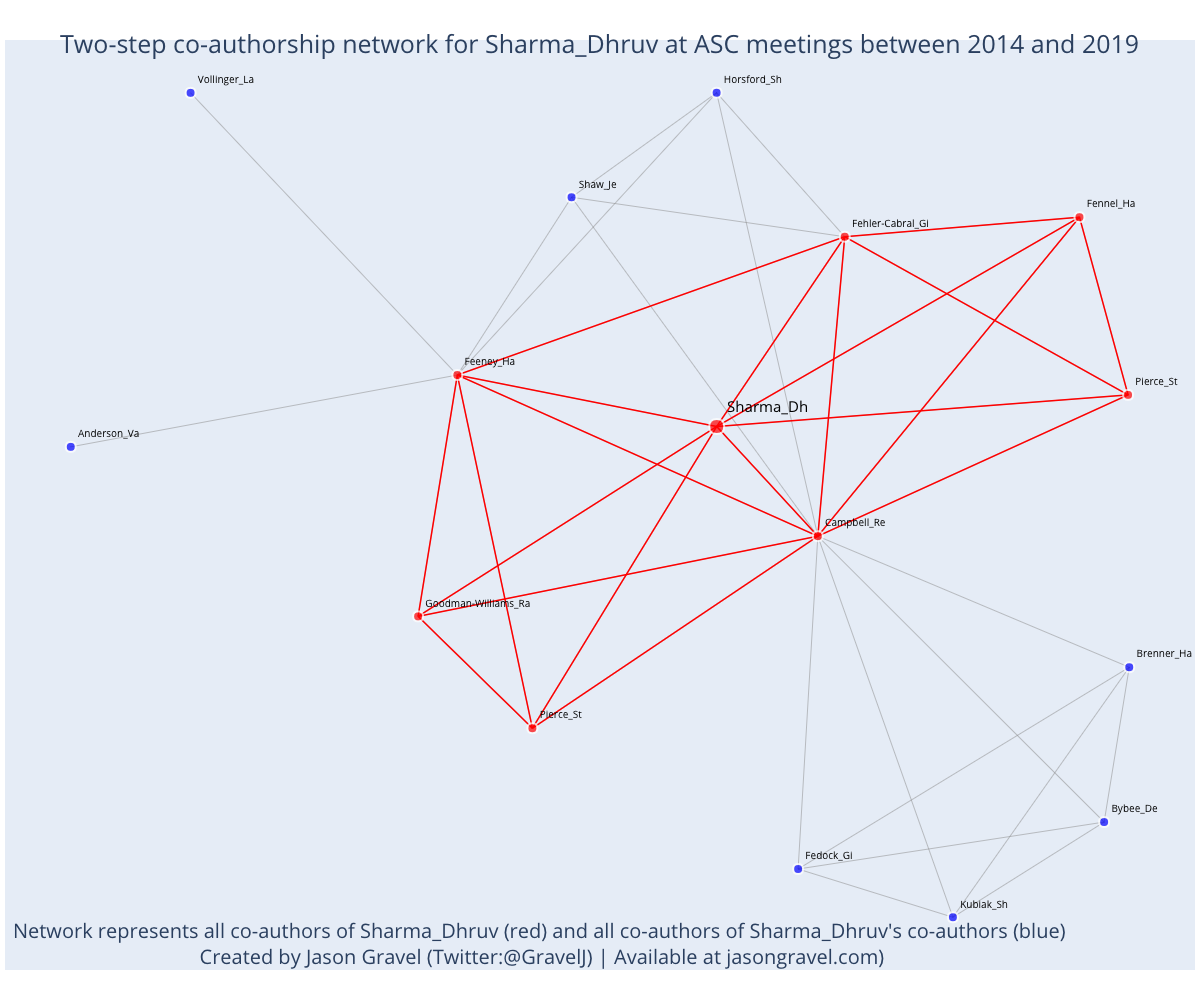 Two-step co-authorship network for Sharma_Dhruv at ASC meetings between 2014 and 2019
Vollinger_La
Horsford_Sh
Shaw_Je
Fennel_Ha
Fehler-Cabral_Gi
Feeney_Ha
Pierce_St
Sharma_Dh
Anderson_Va
Campbell_Re
Goodman-Williams_Ra
Brenner_Ha
Pierce_St
Bybee_De
Fedock_Gi
Kubiak_Sh
Network represents all co-authors of Sharma_Dhruv (red) and all co-authors of Sharma_Dhruv's co-authors (blue)
Created by Jason Gravel (Twitter:@GravelJ) | Available at jasongravel.com)